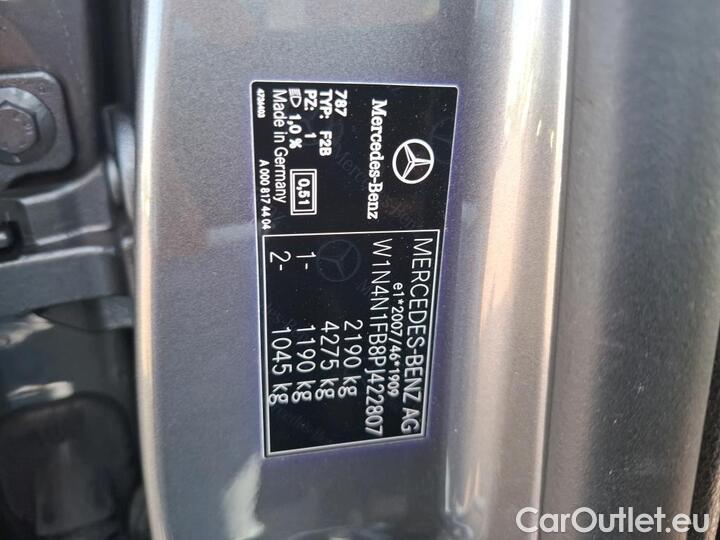 Mercedes-Benz
787
TYP: F2B
PZ: 1
1,0 %
0,51
Made in Germany
A 000 817 44 04
4726403
MERCEDES-BENZ AG
e1*2007/46*1909
W1N4N1FB8PJ422807
2190 kg
4275 kg
1- 1190 kg
2- 1045 kg
CarOutlet.eu